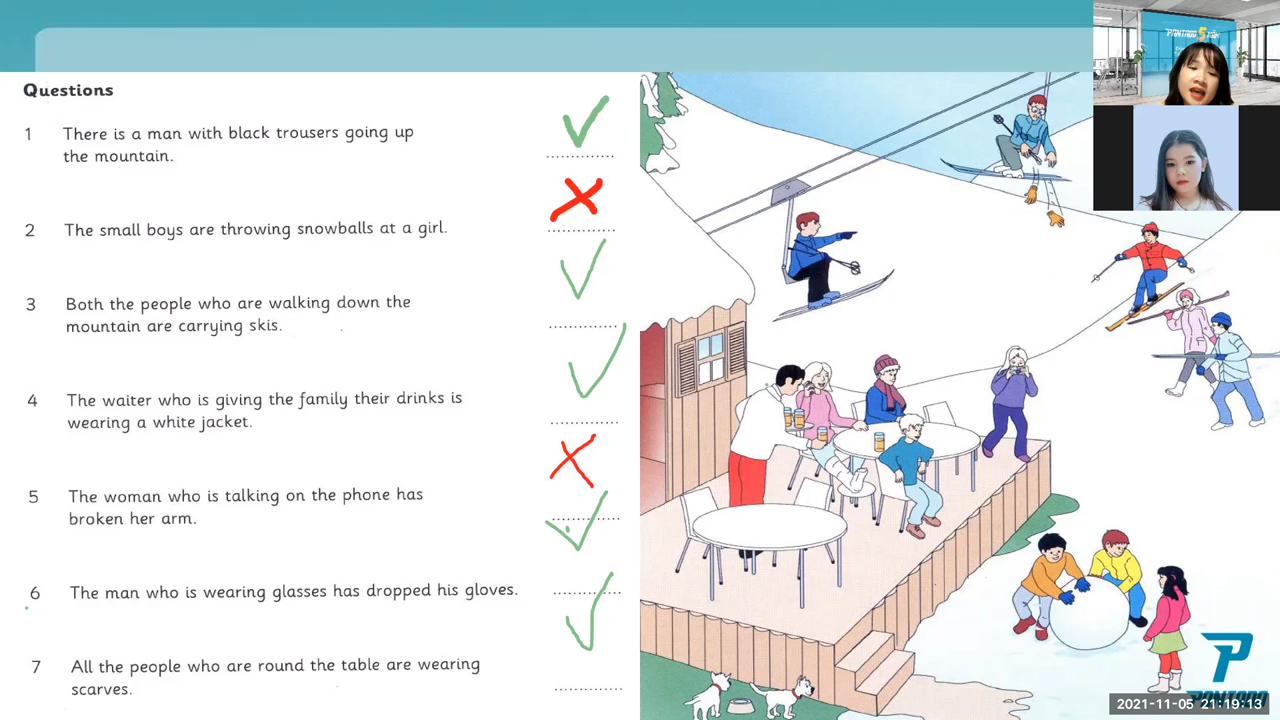 PANTADO 5 TUỔI
Questions
1 There is a man with black trousers going up
the mountain.
2 The small boys are throwing snowballs at a girl.
3 Both the people who are walking down the
mountain are carrying skis.
4 The waiter who is giving the family their drinks is
wearing a white jacket.
5 The woman who is talking on the phone has
broken her arm.
6 The man who is wearing glasses has dropped his gloves.
7 All the people who are round the table are wearing
scarves.
PANTADO
2021-11-05 21:19:13